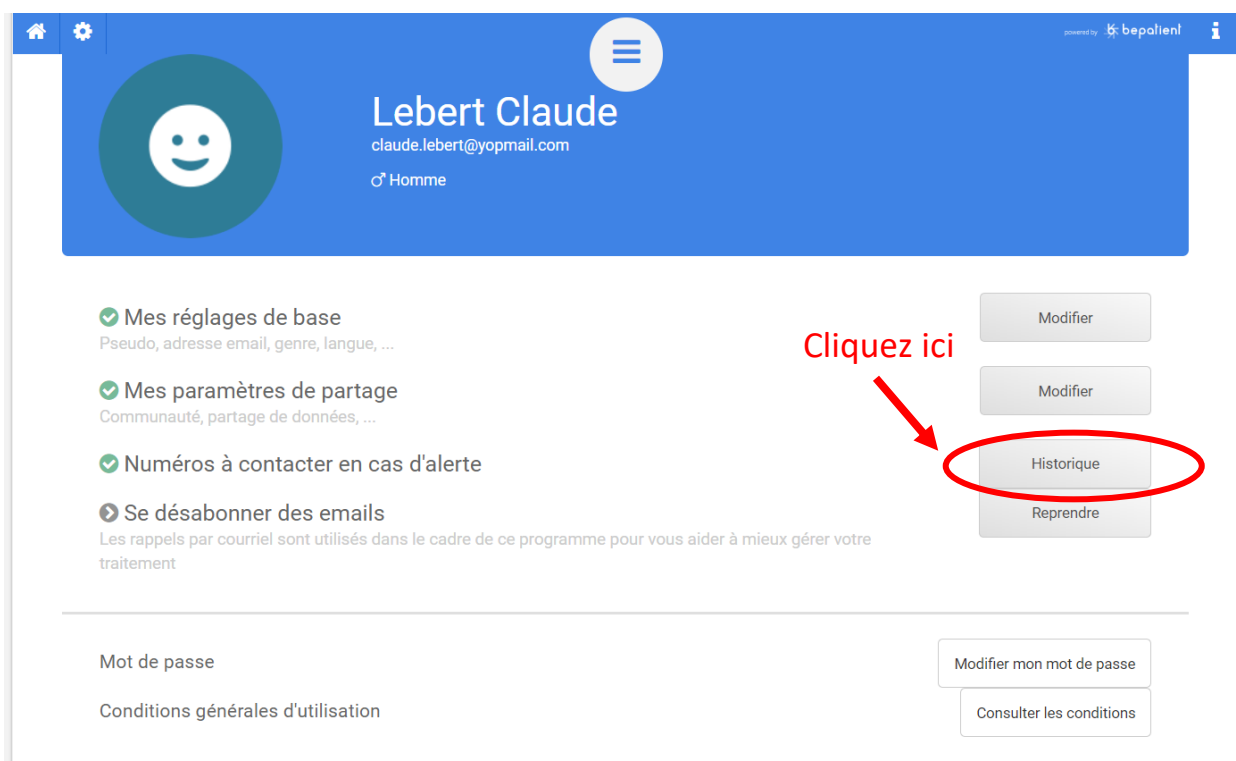 powered by bepatient
Lebert Claude
claude.lebert@yopmail.com
Homme
Mes réglages de base
Modifier
Pseudo, adresse email, genre, langue, ...
Cliquez ici
Mes paramètres de partage
Modifier
Communauté, partage de données, ...
Numéros à contacter en cas d'alerte
Historique
Se désabonner des emails
Reprendre
Les rappels par courriel sont utilisés dans le cadre de ce programme pour vous aider à mieux gérer votre
traitement
Mot de passe
Modifier mon mot de passe
Conditions générales d'utilisation
Consulter les conditions